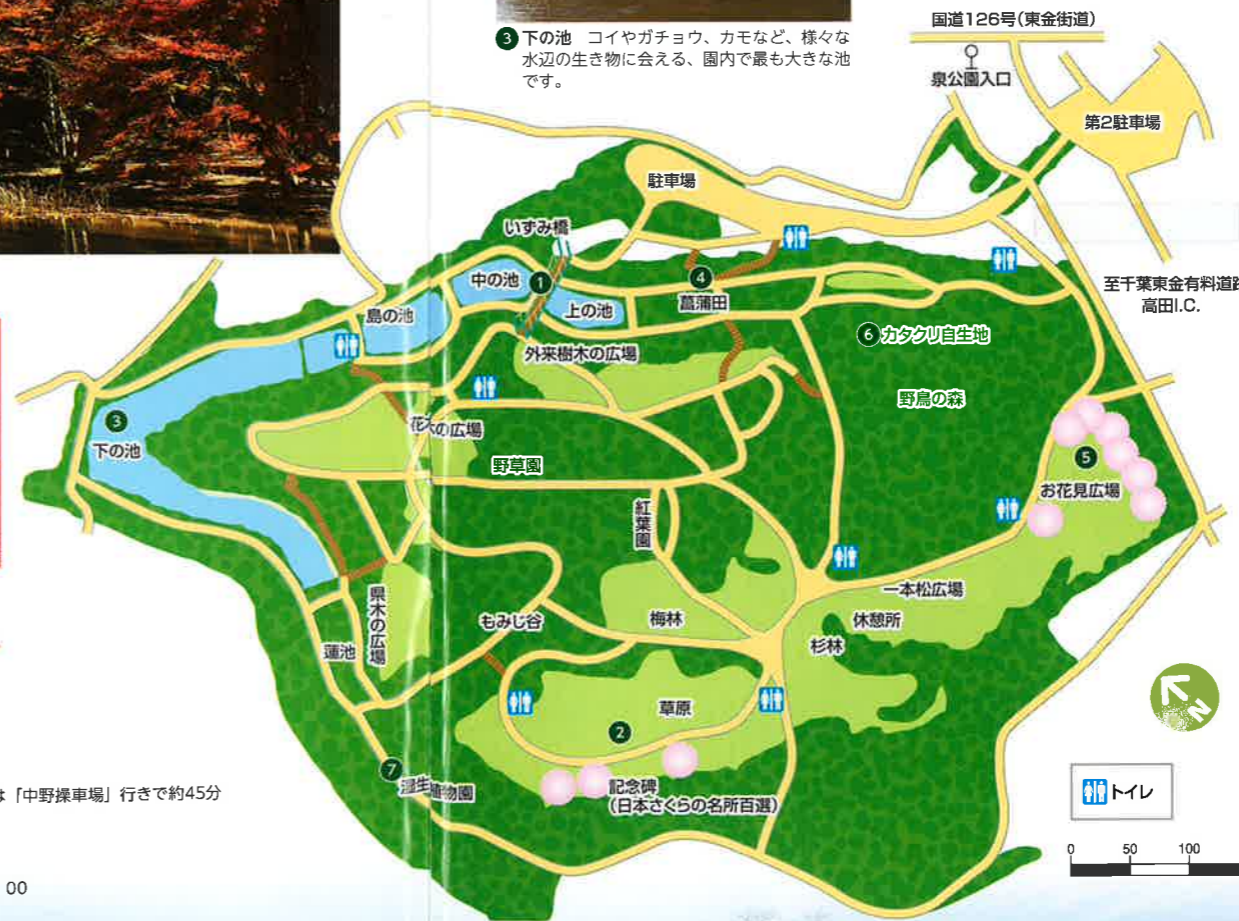 3 下の池 コイやガチョウ、カモなど、様々な
水辺の生き物に会える、園内で最も大きな池
です。
国道126号(東金街道)
泉公園入口
第2駐車場
駐車場
いずみ橋
中の池
1
上の池
4
菖蒲田
至千葉東金有料道路
高田I.C.
島の池
外来樹木の広場
6 カタクリ自生地
野鳥の森
3
下の池
花木の広場
野草園
5
お花見広場
紅葉園
一本松広場
県木の広場
もみじ谷
梅林
休憩所
杉林
蓮池
草原
2
N
7 湿生植物園
記念碑
(日本さくらの名所百選)
トイレ
「中野操車場」行きで約45分
0 50 100
00